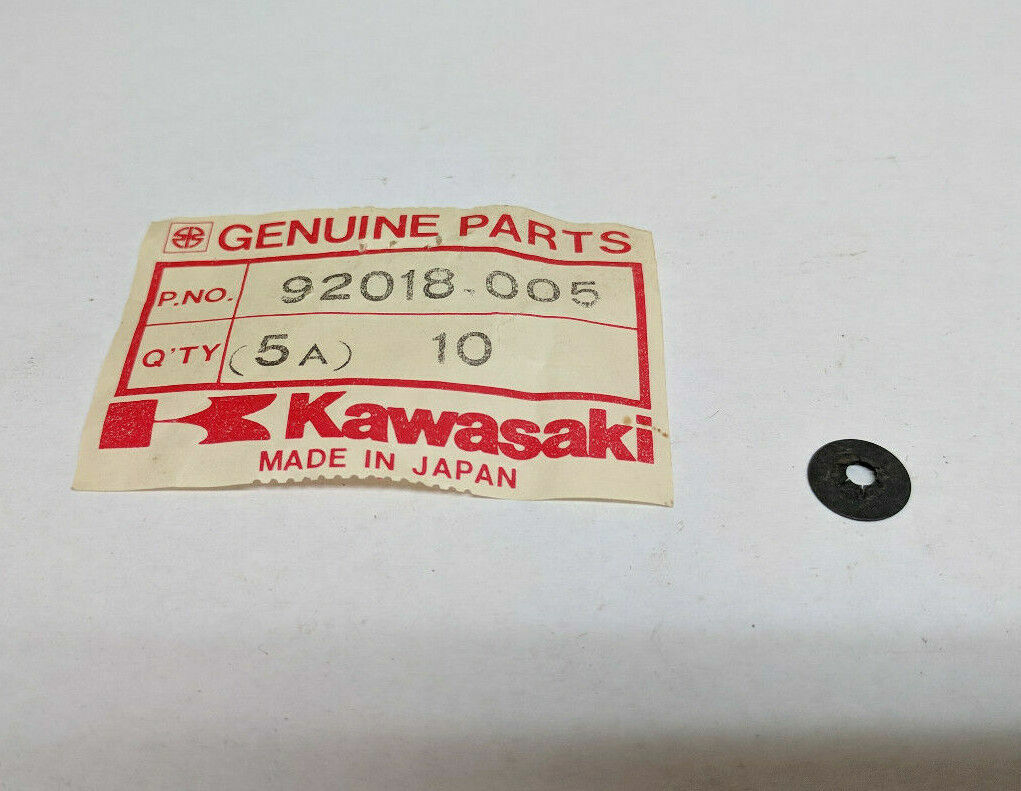 GENUINE PARTS
P.NO. 92018-005
Q'TY (5A) 10
Kawasaki
MADE IN JAPAN